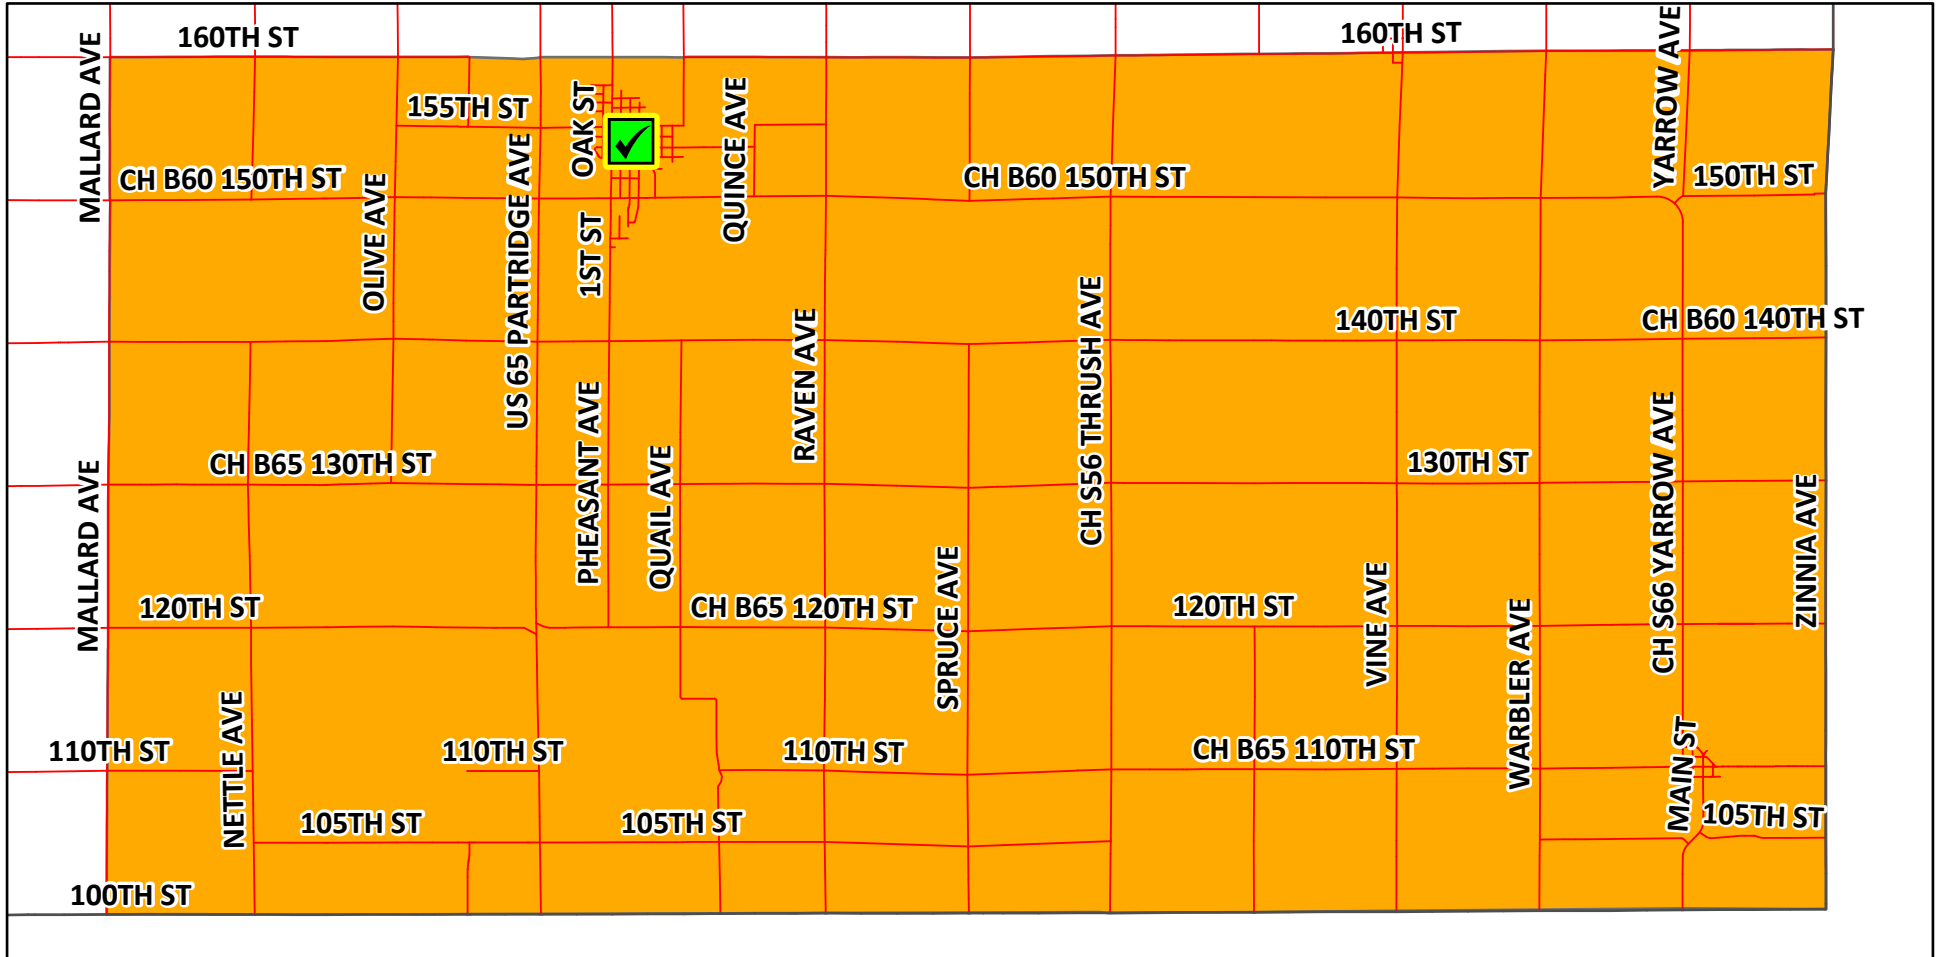 160TH ST
160TH ST
MALLARD AVE
YARROW AVE
155TH ST
OAK ST
QUINCE AVE
US 65 PARTRIDGE AVE
CH B60 150TH ST
CH B60 150TH ST
150TH ST
OLIVE AVE
1ST ST
CH S56 THRUSH AVE
RAVEN AVE
140TH ST
CH B60 140TH ST
PHEASANT AVE
CH S66 YARROW AVE
QUAIL AVE
CH B65 130TH ST
130TH ST
MALLARD AVE
ZINNIA AVE
SPRUCE AVE
VINE AVE
120TH ST
CH B65 120TH ST
120TH ST
WARBLER AVE
NETTLE AVE
MAIN ST
110TH ST
110TH ST
110TH ST
CH B65 110TH ST
105TH ST
105TH ST
105TH ST
100TH ST